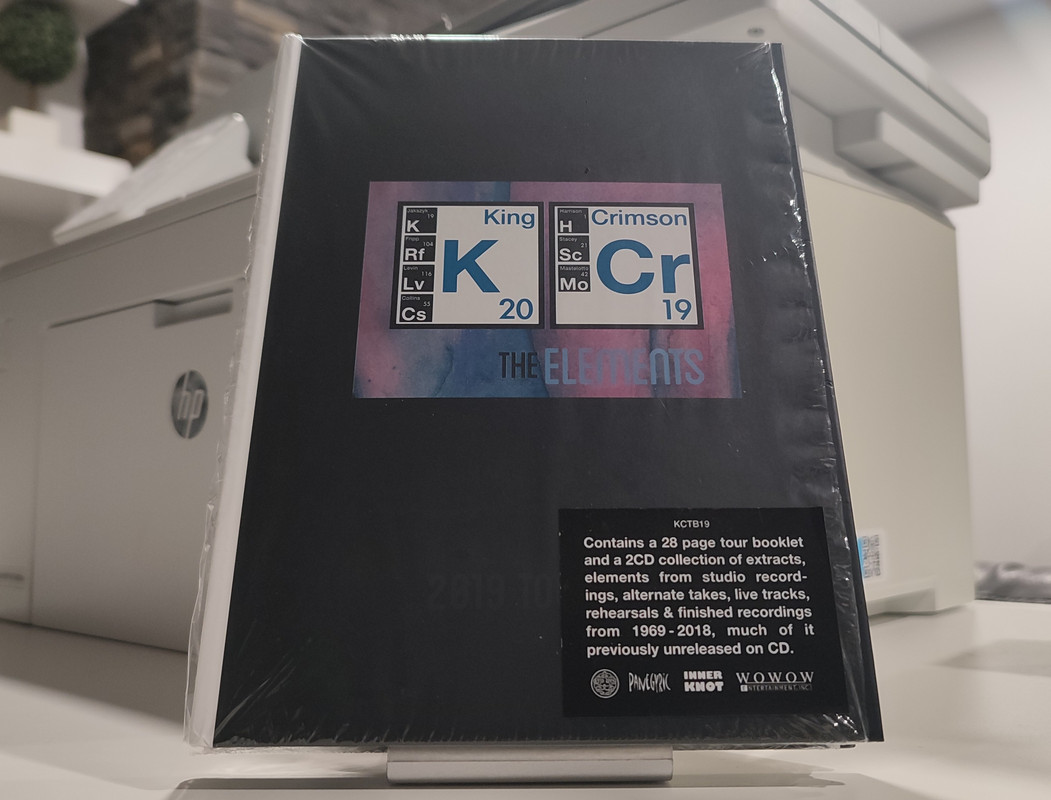 Jakszyk
19
K
King
Fripp
104
Rf
Levin
116
Lv
Collins
55
Cs
K
20
Harrison
1
H
Crimson
Stacey
21
Sc
Mastelotto
42
Mo
Cr
19
THE ELEMENTS
hp
KCTB19
Contains a 28 page tour booklet
and a 2CD collection of extracts,
elements from studio record-
ings, alternate takes, live tracks,
rehearsals & finished recordings
from 1969 - 2018, much of it
previously unreleased on CD.
PANEGYRIC
INNER
KNOT
WOWOW
ENTERTAINMENT, INC.